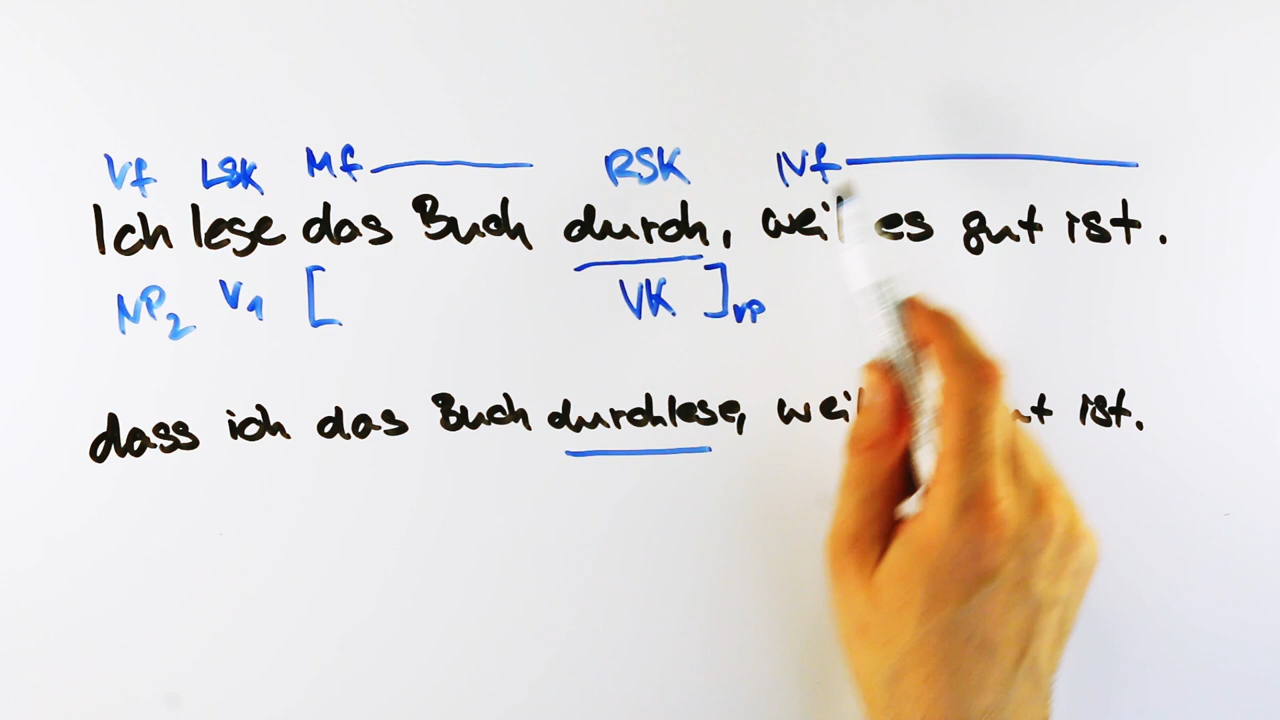 Vf LSK Mf RSK Nf
Ich lese das Buch durch, weil es gut ist.
NP2 V1 [ VK ]VP
dass ich das Buch durchlese, ist.